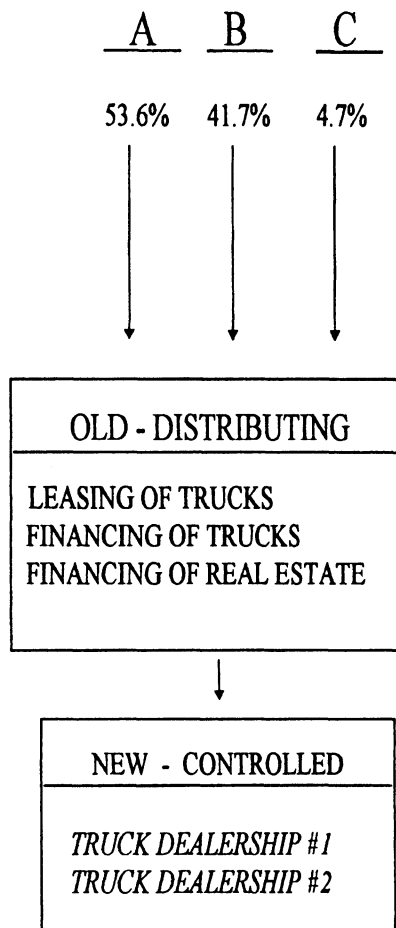 A B C
53.6% 41.7% 4.7%
OLD - DISTRIBUTING
LEASING OF TRUCKS
FINANCING OF TRUCKS
FINANCING OF REAL ESTATE
NEW - CONTROLLED
TRUCK DEALERSHIP #1
TRUCK DEALERSHIP #2